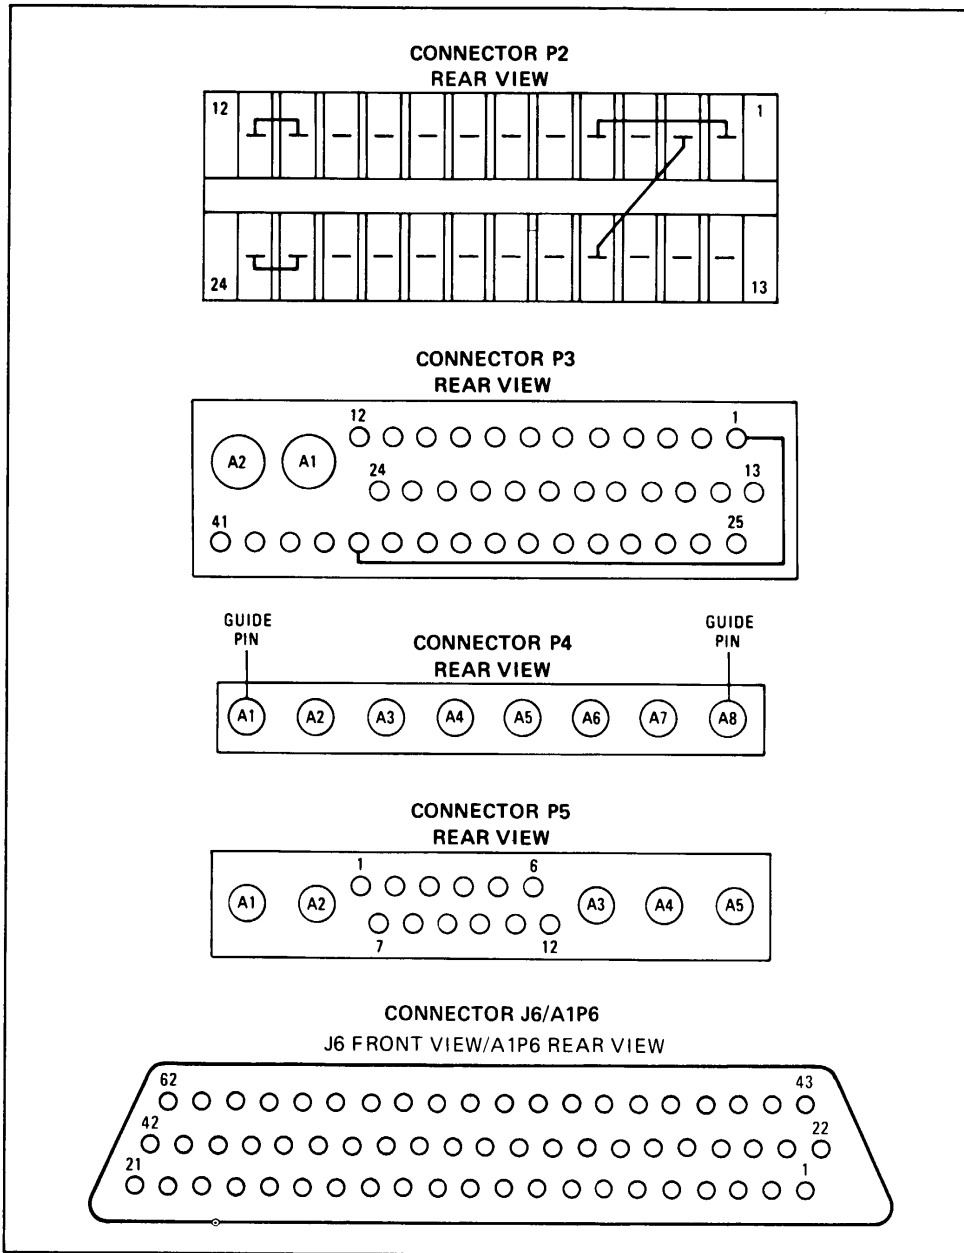 CONNECTOR P2
REAR VIEW
12 1
24 13
CONNECTOR P3
REAR VIEW
12 1
A2 A1
24 13
41 25
GUIDE PIN
GUIDE PIN
CONNECTOR P4
REAR VIEW
A1 A2 A3 A4 A5 A6 A7 A8
CONNECTOR P5
REAR VIEW
1 6
A1 A2 A3 A4 A5
7 12
CONNECTOR J6/A1P6
J6 FRONT VIEW/A1P6 REAR VIEW
62 43
42 22
21 1